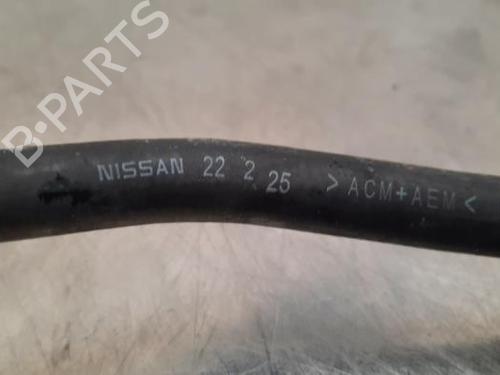 B-PARTS
NISSAN 22 2 25 >ACM+AEM<